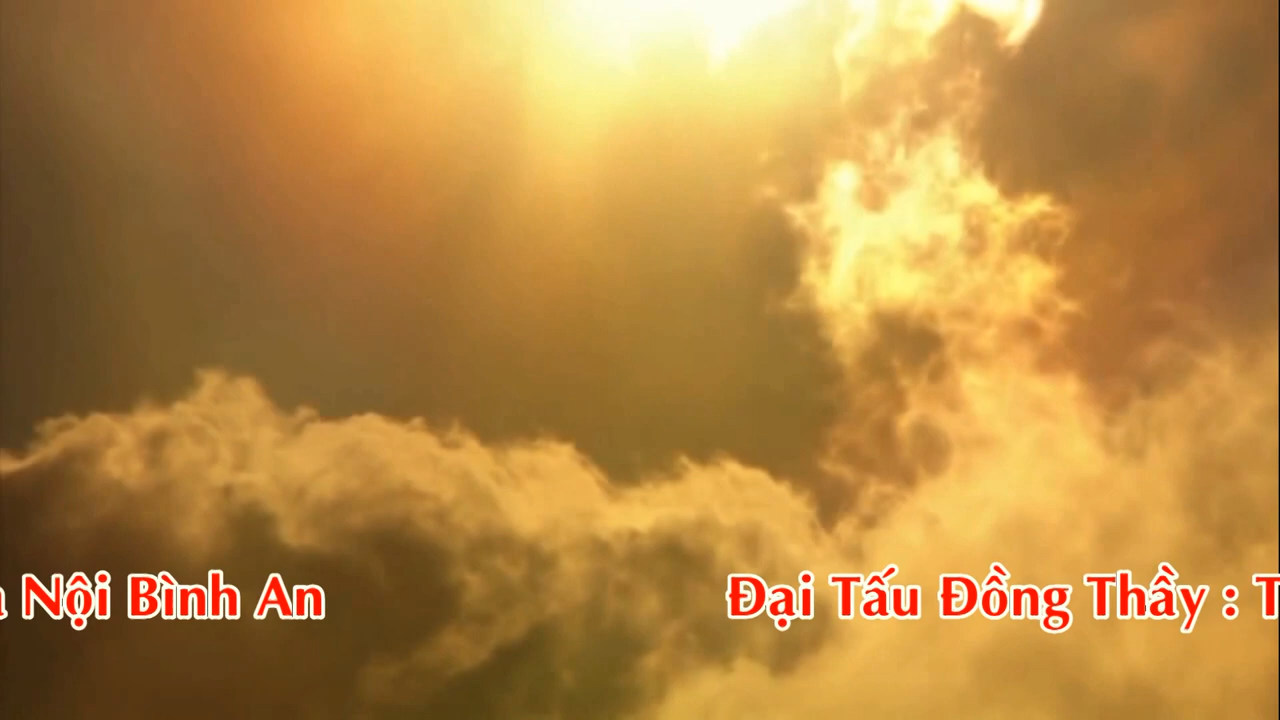 Nội Bình An Đại Tấu Đồng Thầy :